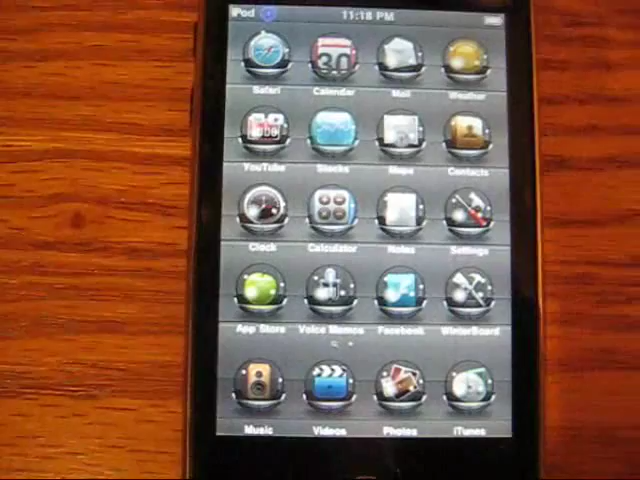 iPod 11:18 PM
30
Safari Calendar Mail Weather
YouTube Stocks Maps Contacts
Clock Calculator Notes Settings
App Store Voice Memos Facebook WinterBoard
Music Videos Photos iTunes